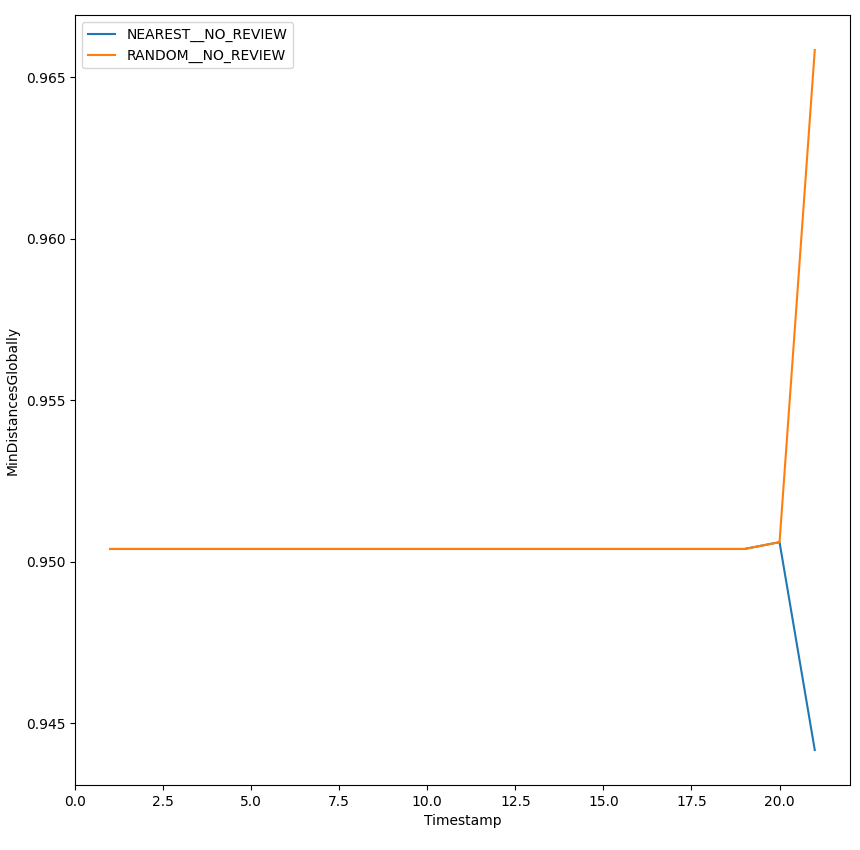 NEAREST__NO_REVIEW
RANDOM__NO_REVIEW
0.965
0.960
0.955
0.950
0.945
MinDistancesGlobally
0.0 2.5 5.0 7.5 10.0 12.5 15.0 17.5 20.0
Timestamp